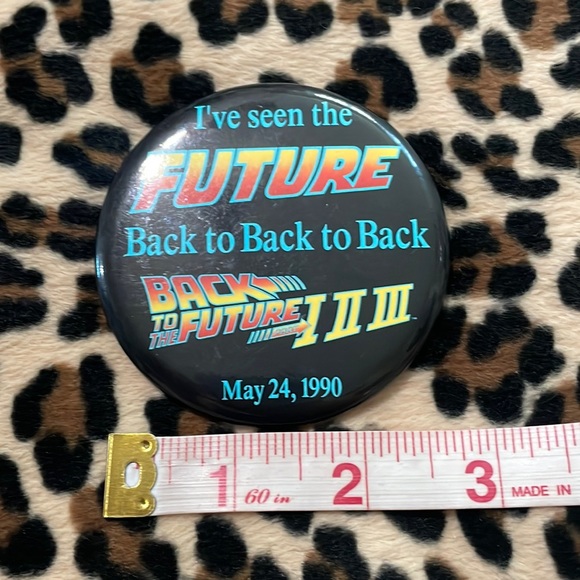 I've seen the
FUTURE
Back to Back to Back
BACK
TO THE FUTURE I II III
May 24, 1990
1 60 in 2 3 MADE IN